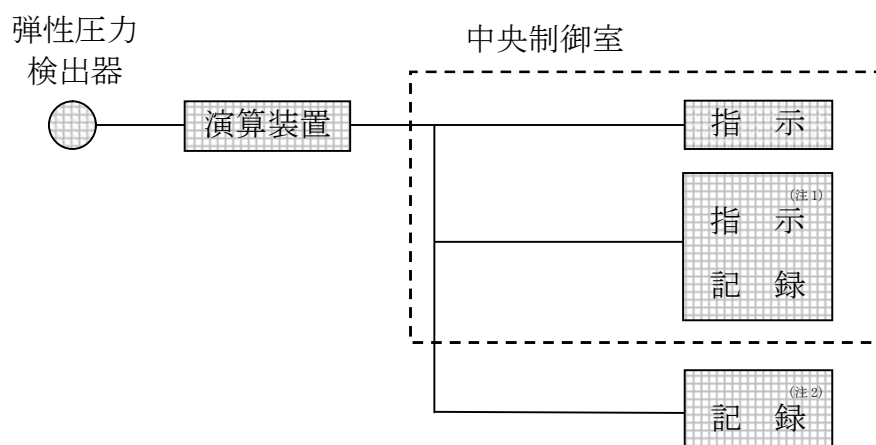 弾性圧力
検出器
中央制御室
演算装置
指 示
(注1)
指 示
記 録
(注2)
記 録